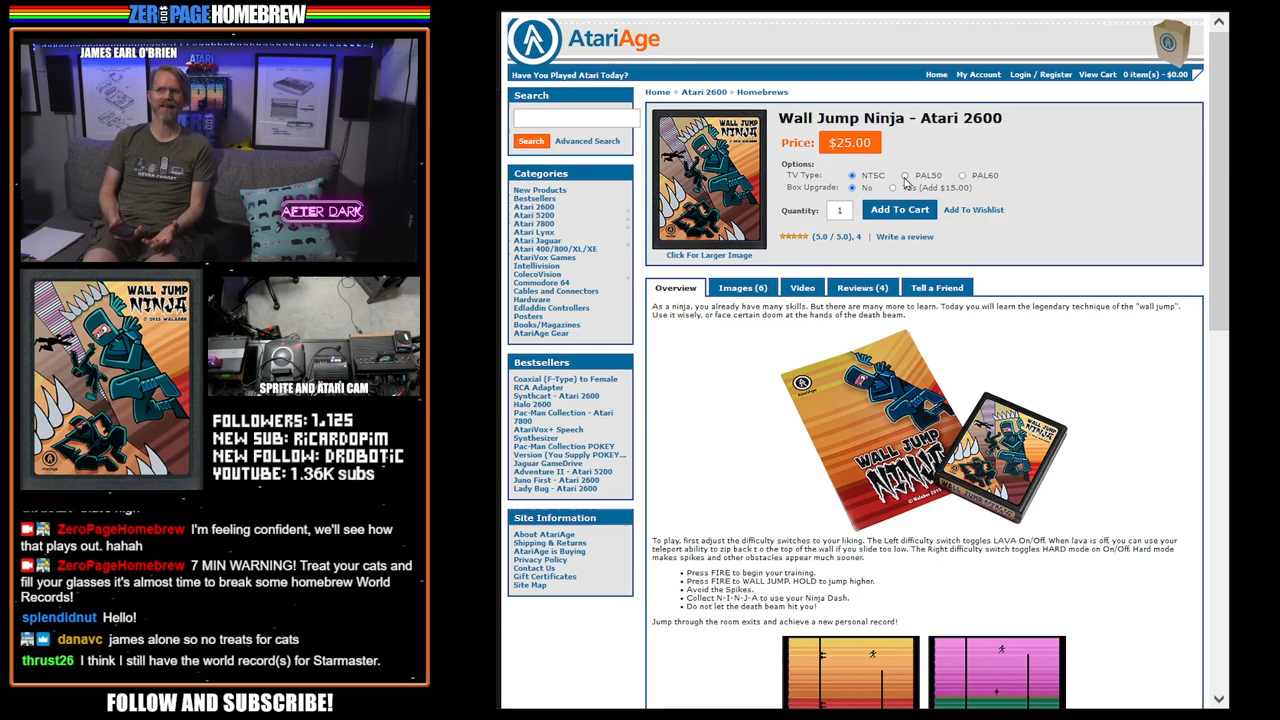 ZERO PAGE HOMEBREW
JAMES EARL O'BRIEN
AFTER DARK
WALL JUMP
NINJA
© 2015 WALABER
AtariAge
SPRITE AND ATARI CAM
FOLLOWERS: 1,125
NEW SUB: RICARDOPIM
NEW FOLLOW: DROBOTIC
YOUTUBE: 1.36K subs
ZeroPageHomebrew I'm feeling confident, we'll see how
that plays out. hahah
ZeroPageHomebrew 7 MIN WARNING! Treat your cats and
fill your glasses it's almost time to break some homebrew World
Records!
splendidnut Hello!
danavc james alone so no treats for cats
thrust26 I think I still have the world record(s) for Starmaster.
FOLLOW AND SUBSCRIBE!
AtariAge
Have You Played Atari Today?
Home My Account Login / Register View Cart 0 item(s) - $0.00
Search
Search Advanced Search
Categories
New Products
Bestsellers
Atari 2600
Atari 5200
Atari 7800
Atari Lynx
Atari Jaguar
Atari 400/800/XL/XE
AtariVox Games
Intellivision
ColecoVision
Commodore 64
Cables and Connectors
Hardware
Edladdin Controllers
Posters
Books/Magazines
AtariAge Gear
Bestsellers
Coaxial (F-Type) to Female
RCA Adapter
Synthcart - Atari 2600
Halo 2600
Pac-Man Collection - Atari
7800
AtariVox+ Speech
Synthesizer
Pac-Man Collection POKEY
Version (You Supply POKEY...
Jaguar GameDrive
Adventure II - Atari 5200
Juno First - Atari 2600
Lady Bug - Atari 2600
Site Information
About AtariAge
Shipping & Returns
AtariAge is Buying
Privacy Policy
Contact Us
Gift Certificates
Site Map
Home » Atari 2600 » Homebrews
WALL JUMP
NINJA
Wall Jump Ninja - Atari 2600
Price: $25.00
Options:
TV Type: NTSC PAL50 PAL60
Box Upgrade: No (Add $15.00)
Quantity: 1 Add To Cart Add To Wishlist
(5.0 / 5.0), 4 | Write a review
Click For Larger Image
Overview Images (6) Video Reviews (4) Tell a Friend
As a ninja, you already have many skills. But there are many more to learn. Today you will learn the legendary technique of the "wall jump".
Use it wisely, or face certain doom at the hands of the death beam.
AtariAge
WALL JUMP
NINJA
WALL JUMP
NINJA
To play, first adjust the difficulty switches to your liking. The Left difficulty switch toggles LAVA On/Off. When lava is off, you can use your
teleport ability to zip back t o the top of the wall if you slide too low. The Right difficulty switch toggles HARD mode on On/Off. Hard mode
makes spikes and other obstacles appear much sooner.
Press FIRE to begin your training.
Press FIRE to WALL JUMP. HOLD to jump higher.
Avoid the Spikes.
Collect N-I-N-J-A to use your Ninja Dash.
Do not let the death beam hit you!
Jump through the room exits and achieve a new personal record!